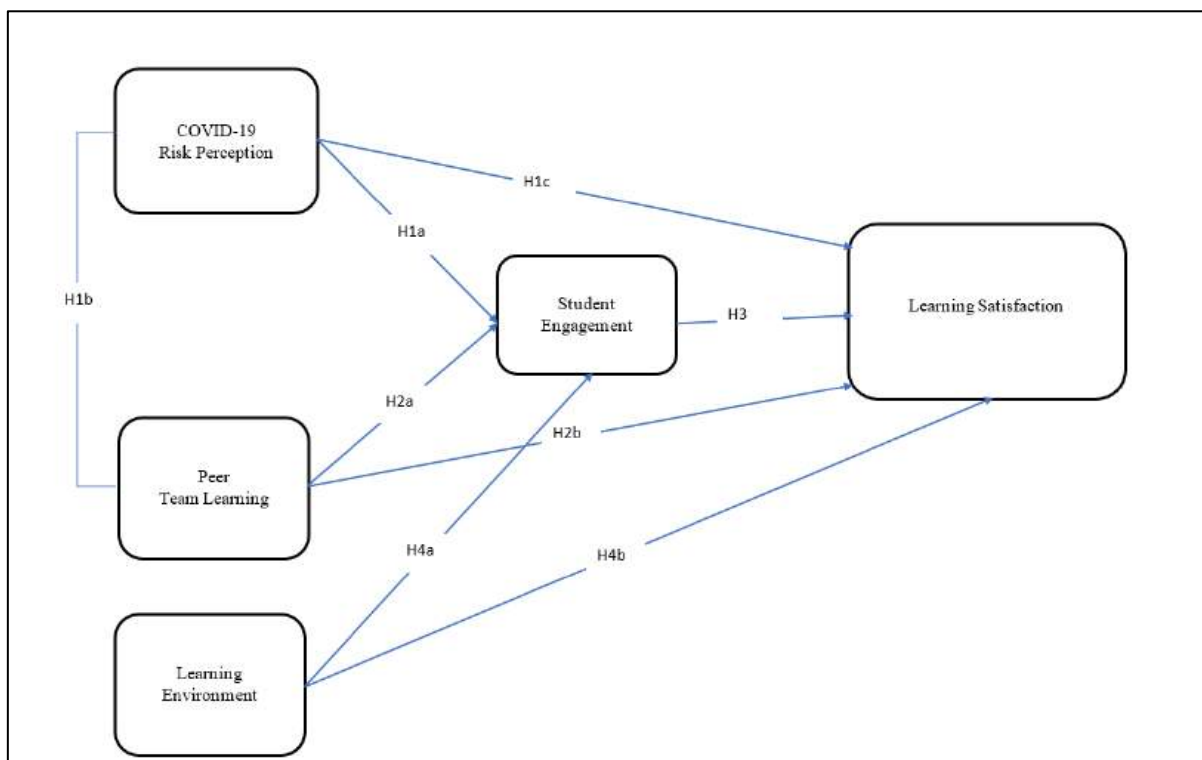 COVID-19
Risk Perception
H1c
H1a
Student
Engagement
Learning Satisfaction
H1b
H3
H2a
H2b
Peer
Team Learning
H4a
H4b
Learning
Environment